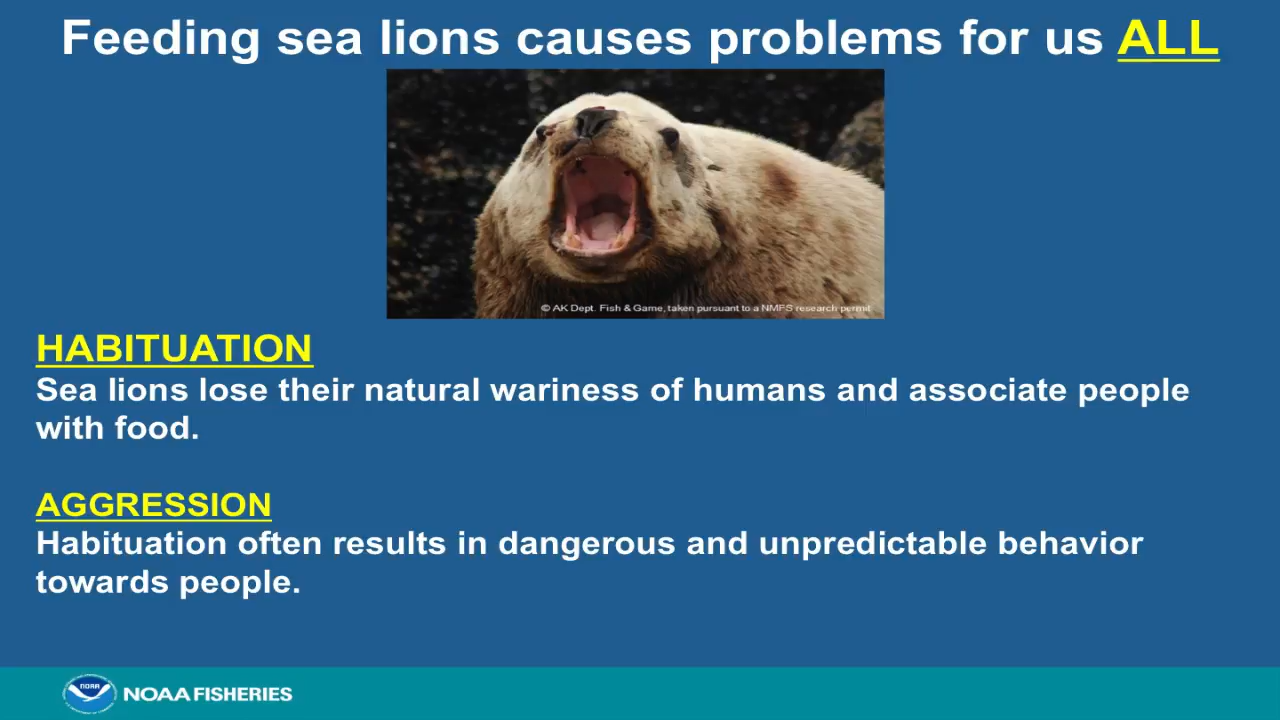 Feeding sea lions causes problems for us ALL
© AK Dept. Fish & Game, taken pursuant to a NMFS research permit
HABITUATION
Sea lions lose their natural wariness of humans and associate people
with food.
AGGRESSION
Habituation often results in dangerous and unpredictable behavior
towards people.
NOAA
NOAA FISHERIES